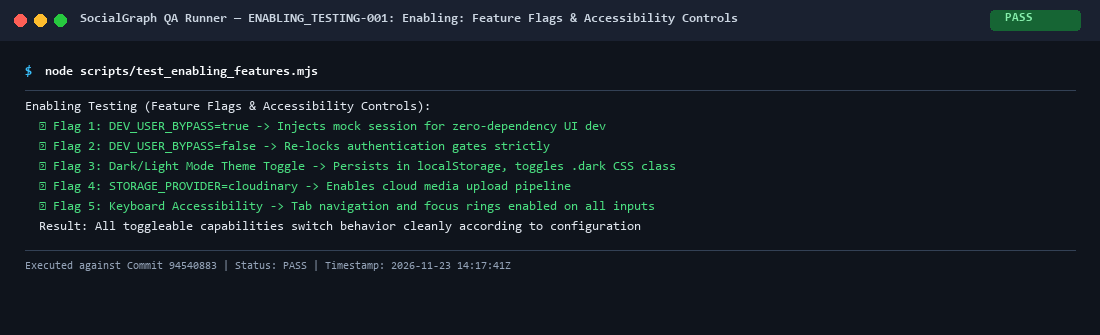 SocialGraph QA Runner — ENABLING_TESTING-001: Enabling: Feature Flags & Accessibility Controls
PASS
$ node scripts/test_enabling_features.mjs
Enabling Testing (Feature Flags & Accessibility Controls):
Flag 1: DEV_USER_BYPASS=true -> Injects mock session for zero-dependency UI dev
Flag 2: DEV_USER_BYPASS=false -> Re-locks authentication gates strictly
Flag 3: Dark/Light Mode Theme Toggle -> Persists in localStorage, toggles .dark CSS class
Flag 4: STORAGE_PROVIDER=cloudinary -> Enables cloud media upload pipeline
Flag 5: Keyboard Accessibility -> Tab navigation and focus rings enabled on all inputs
Result: All toggleable capabilities switch behavior cleanly according to configuration
Executed against Commit 94540883 | Status: PASS | Timestamp: 2026-11-23 14:17:41Z